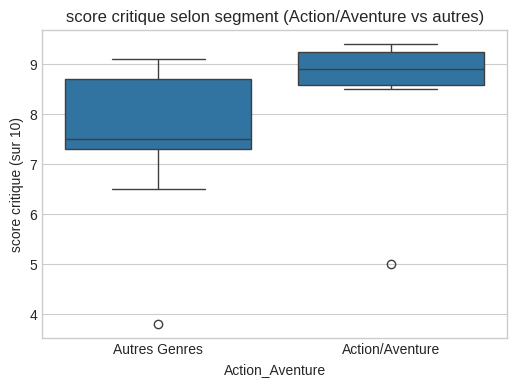 score critique selon segment (Action/Aventure vs autres)
score critique (sur 10)
9
8
7
6
5
4
Autres Genres
Action/Aventure
Action_Aventure